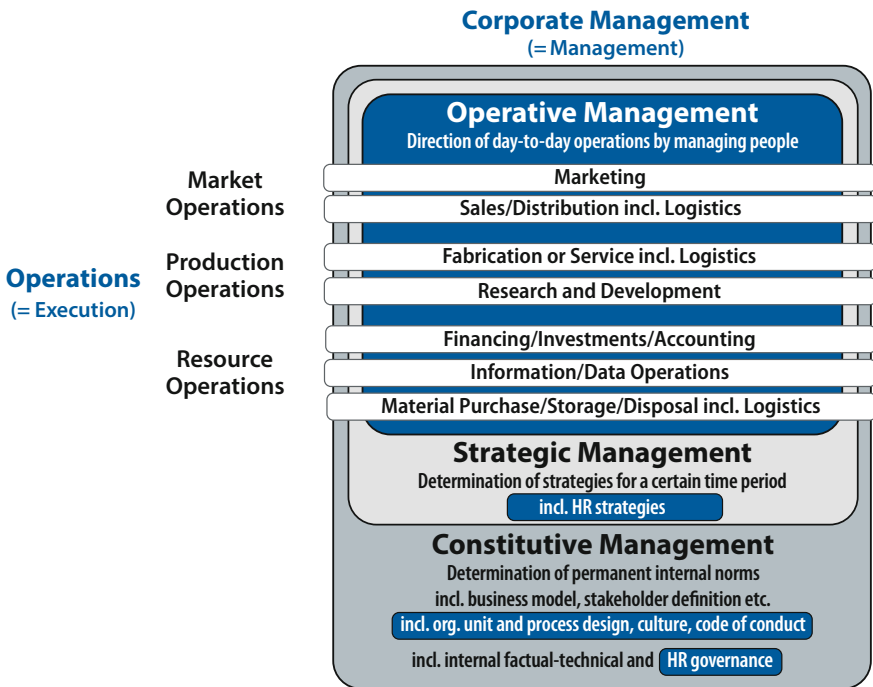 Corporate Management
(= Management)
Operative Management
Direction of day-to-day operations by managing people
Market
Operations
Marketing
Sales/Distribution incl. Logistics
Operations
(= Execution)
Production
Operations
Fabrication or Service incl. Logistics
Research and Development
Resource
Operations
Financing/Investments/Accounting
Information/Data Operations
Material Purchase/Storage/Disposal incl. Logistics
Strategic Management
Determination of strategies for a certain time period
incl. HR strategies
Constitutive Management
Determination of permanent internal norms
incl. business model, stakeholder definition etc.
incl. org. unit and process design, culture, code of conduct
incl. internal factual-technical and HR governance